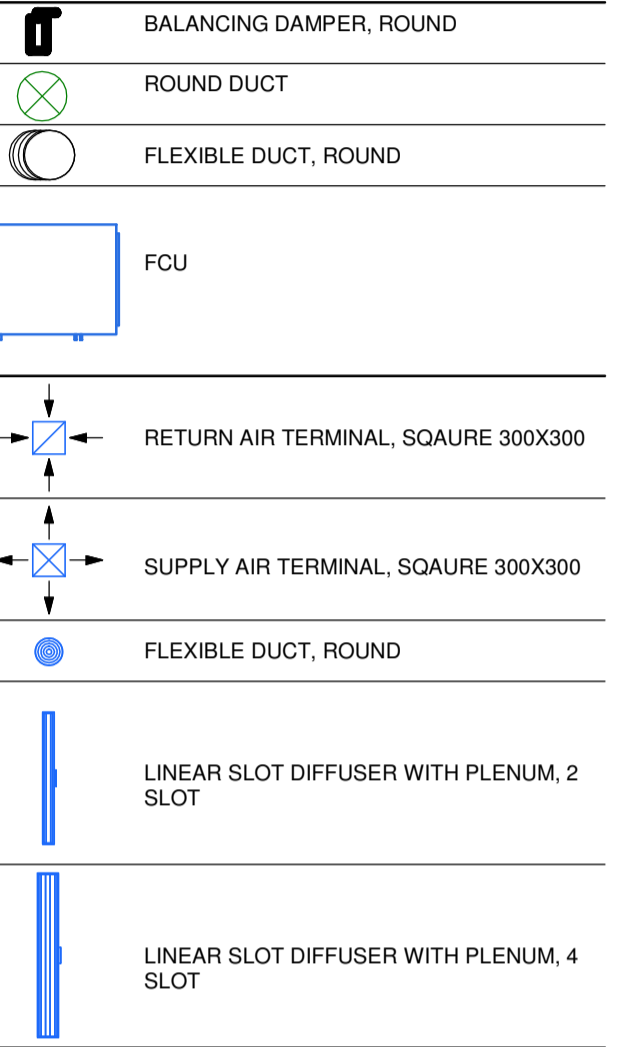 BALANCING DAMPER, ROUND
ROUND DUCT
FLEXIBLE DUCT, ROUND
FCU
RETURN AIR TERMINAL, SQAURE 300X300
SUPPLY AIR TERMINAL, SQAURE 300X300
FLEXIBLE DUCT, ROUND
LINEAR SLOT DIFFUSER WITH PLENUM, 2
SLOT
LINEAR SLOT DIFFUSER WITH PLENUM, 4
SLOT